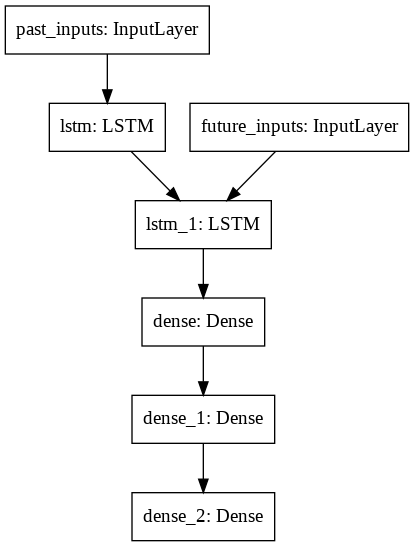 past_inputs: InputLayer
lstm: LSTM
future_inputs: InputLayer
lstm_1: LSTM
dense: Dense
dense_1: Dense
dense_2: Dense